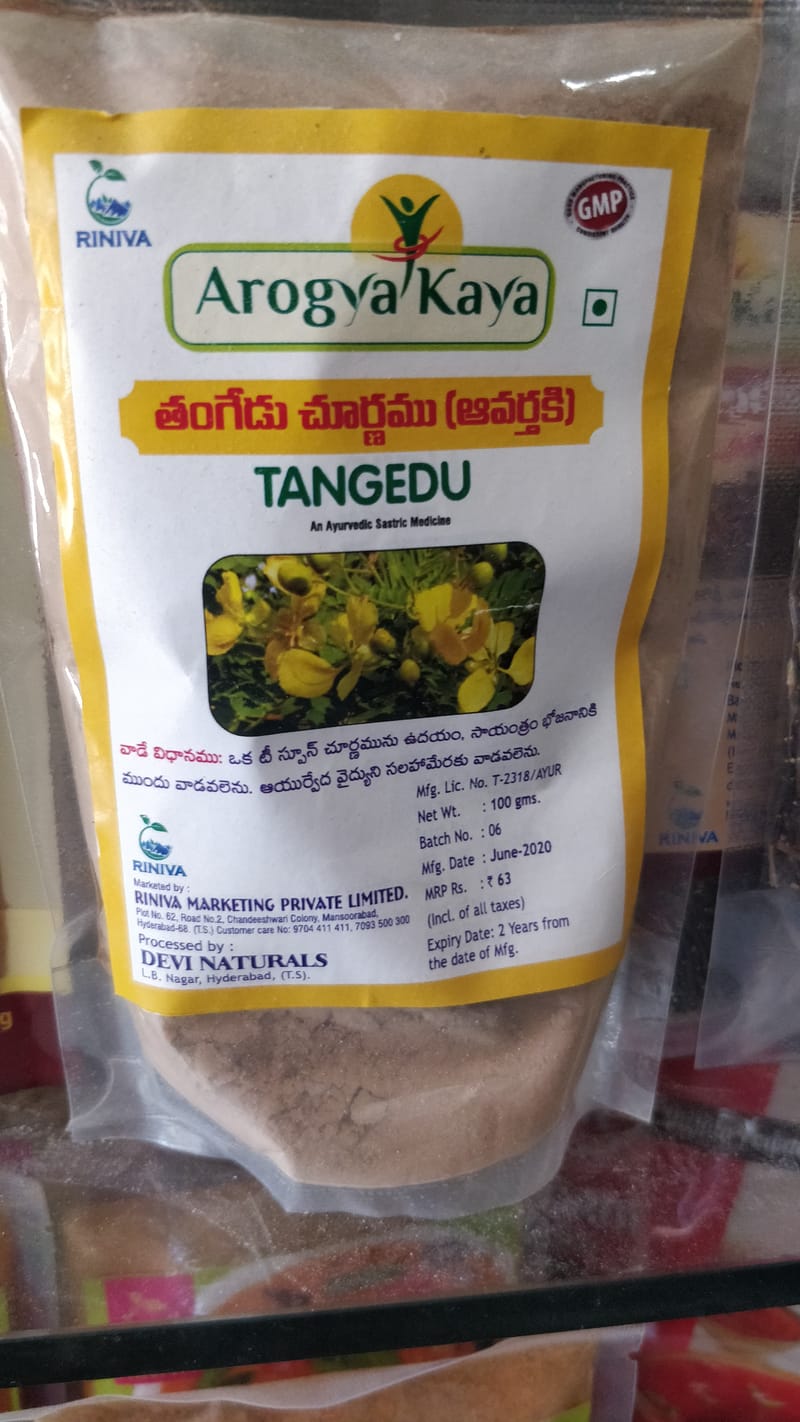 RINIVA
GOOD MANUFACTURING PRACTICE
GMP
Arogya Kaya
తంగేడు చూర్ణము (ఆవర్తకి)
TANGEDU
An Ayurvedic Sastric Medicine
వాడే విధానము: ఒక టీ స్పూన్ చూర్ణమును ఉదయం, సాయంత్రం భోజనానికి
ముందు వాడవలెను. ఆయుర్వేద వైద్యుని సలహామేరకు వాడవలెను.
Mfg. Lic. No. T-2318/AYUR
Net Wt. : 100 gms.
Batch No. : 06
Mfg. Date : June-2020
MRP Rs. : ₹ 63
(Incl. of all taxes)
Expiry Date: 2 Years from
the date of Mfg.
RINIVA
Marketed by :
RINIVA MARKETING PRIVATE LIMITED.
Plot No. 62, Road No.2, Chandeeshwari Colony, Mansoorabad,
Hyderabad-68. (T.S.) Customer care No: 9704 411 411, 7093 500 300
Processed by :
DEVI NATURALS
L.B. Nagar, Hyderabad, (T.S).
RINIVA